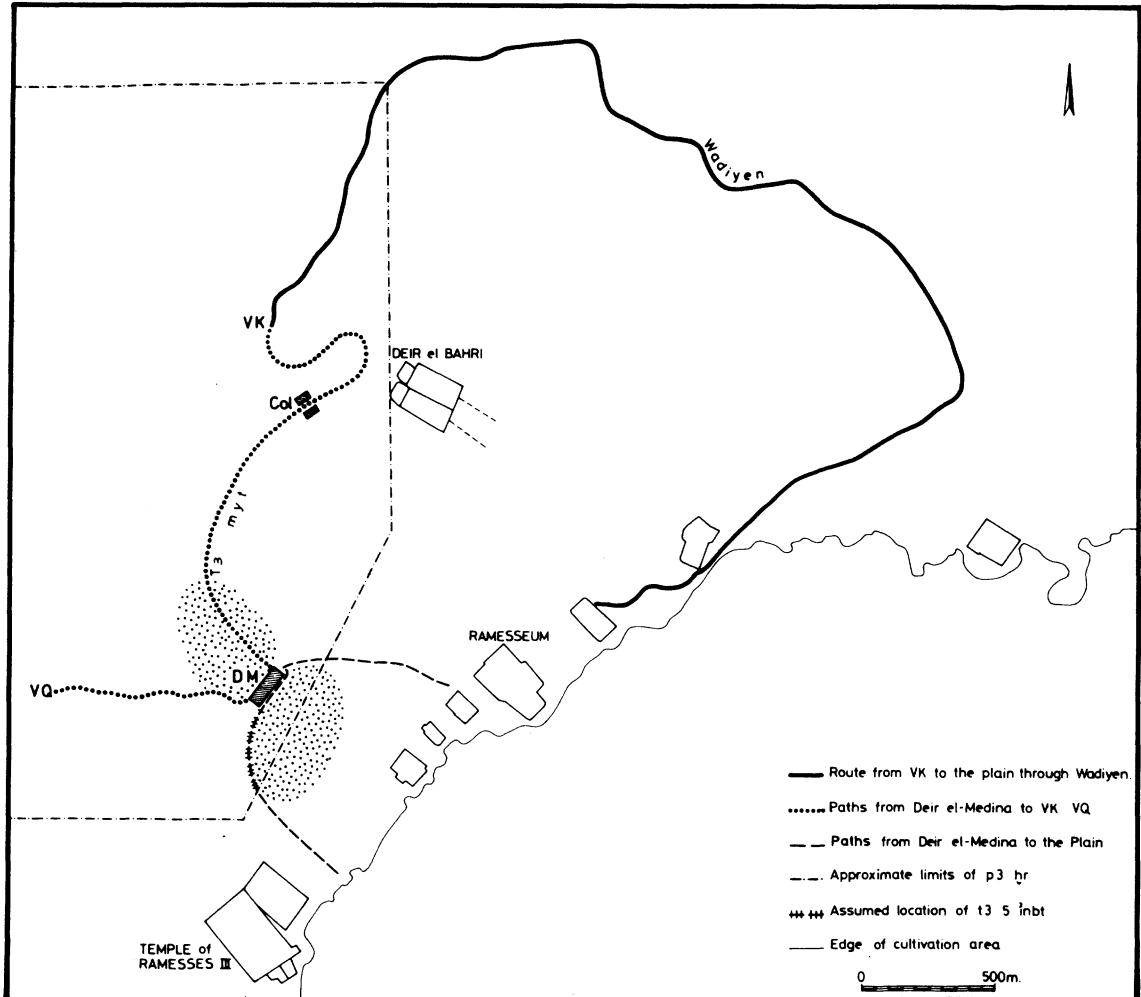 Wadiyen
VK
DEIR el BAHRI
Col
T3 myt
RAMESSEUM
DM
VQ
Route from VK to the plain through Wadiyen.
Paths from Deir el-Medina to VK VQ
Paths from Deir el-Medina to the Plain
Approximate limits of p3 ḫr
Assumed location of t3 5 inbt
Edge of cultivation area
TEMPLE of
RAMESSES III
0 500m.